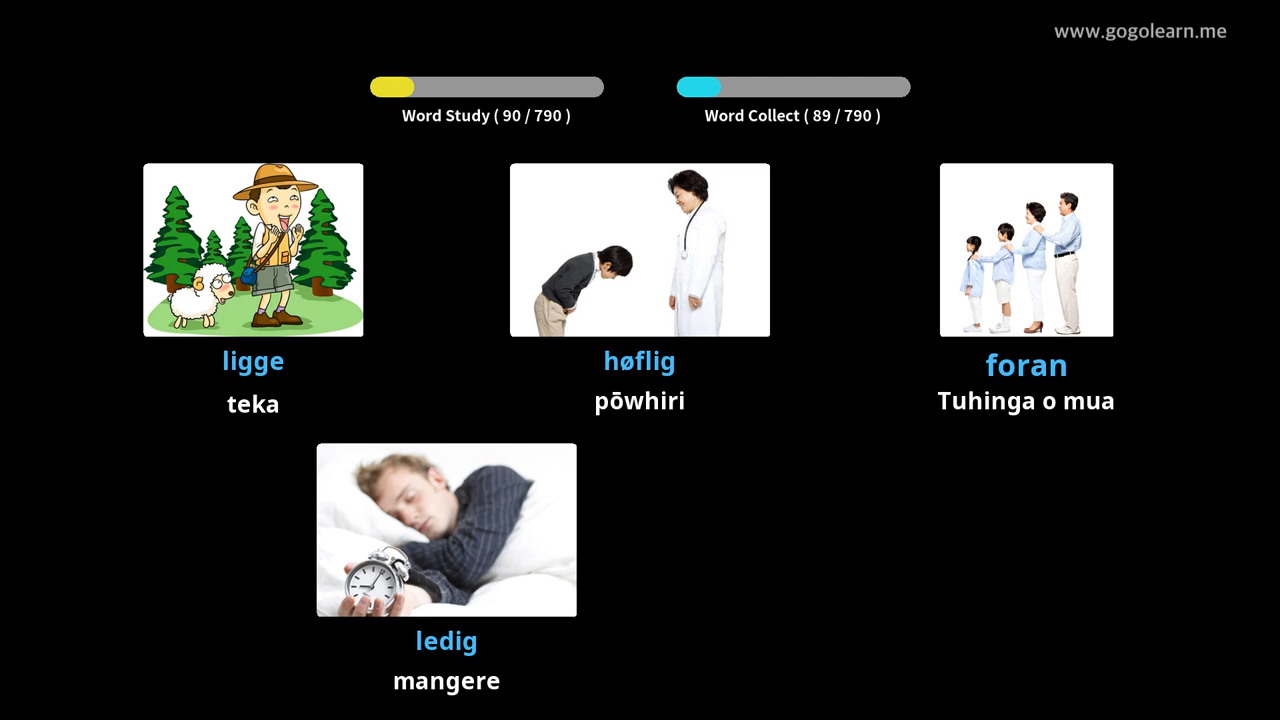 www.gogolearn.me
Word Study ( 90 / 790 )
Word Collect ( 89 / 790 )
ligge
teka
høflig
pōwhiri
foran
Tuhinga o mua
ledig
mangere